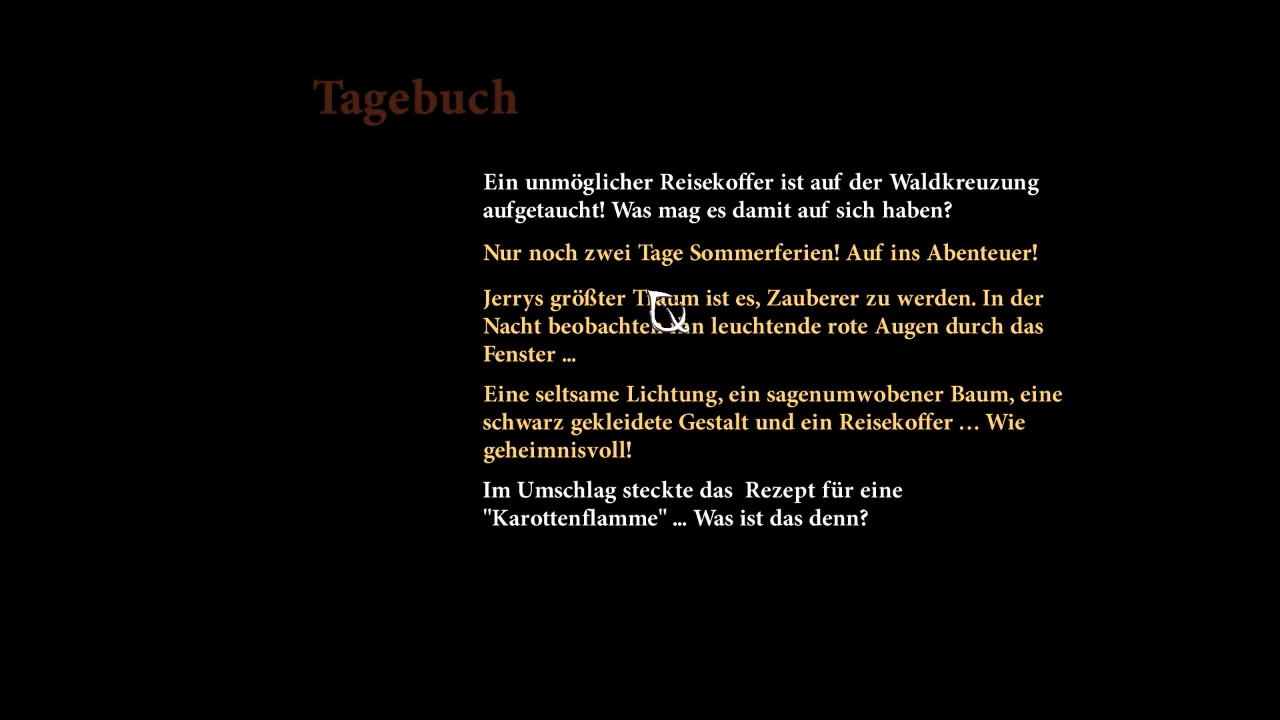 Tagebuch
Ein unmöglicher Reisekoffer ist auf der Waldkreuzung
aufgetaucht! Was mag es damit auf sich haben?
Nur noch zwei Tage Sommerferien! Auf ins Abenteuer!
Jerrys größter Traum ist es, Zauberer zu werden. In der
Nacht beobachten leuchtende rote Augen durch das
Fenster ...
Eine seltsame Lichtung, ein sagenumwobener Baum, eine
schwarz gekleidete Gestalt und ein Reisekoffer … Wie
geheimnisvoll!
Im Umschlag steckte das  Rezept für eine
"Karottenflamme" ... Was ist das denn?